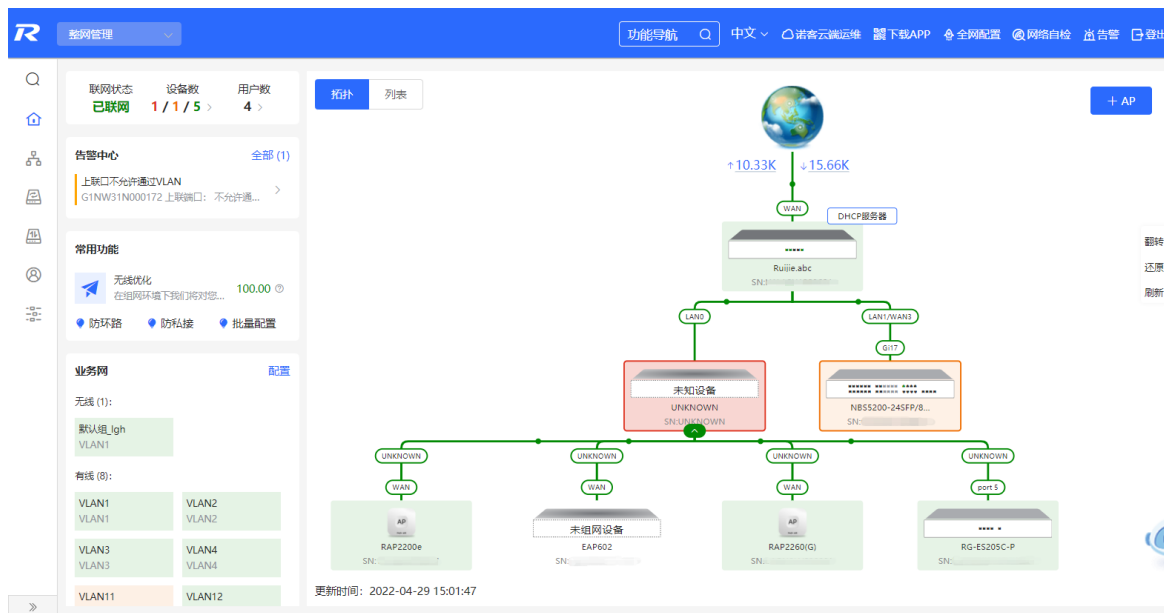 R 整网管理 功能导航 中文 诺客云端运维 下载APP 全网配置 网络自检 告警 登出
联网状态 设备数 用户数
已联网 1 / 1 / 5 > 4 >
告警中心 全部 (1)
上联口不允许通过VLAN
G1NW31N000172 上联端口： 不允许通...
常用功能
无线优化
在组网环境下我们将对您... 100.00
防环路 防私接 批量配置
业务网 配置
无线 (1):
默认组_lgh
VLAN1
有线 (8):
VLAN1 VLAN2
VLAN1 VLAN2
VLAN3 VLAN4
VLAN3 VLAN4
VLAN11 VLAN12
拓扑 列表
+ AP
↑10.33K ↓15.66K
WAN
DHCP服务器
Ruijie.abc
SN:
LAN0 LAN1/WAN3
Gi17
未知设备
UNKNOWN NBS5200-24SFP/8...
SN:UNKNOWN SN:
UNKNOWN UNKNOWN UNKNOWN UNKNOWN
WAN WAN WAN port 5
AP 未组网设备 AP
RAP2200e EAP602 RAP2260(G) RG-ES205C-P
SN: SN: SN: SN:
更新时间：2022-04-29 15:01:47
翻转
还原
刷新